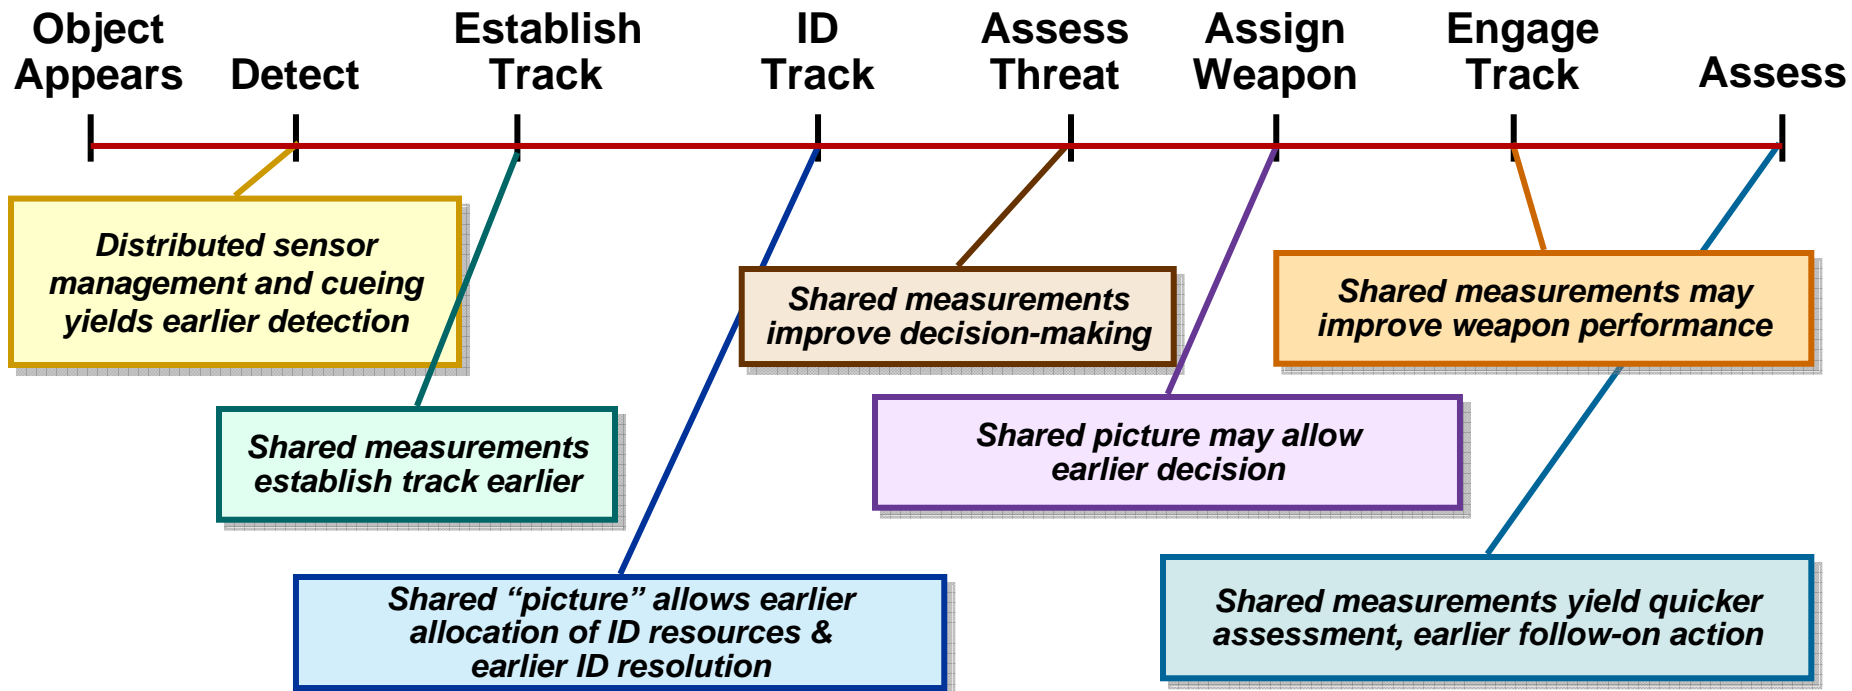 Object
Appears
Detect
Establish
Track
ID
Track
Assess
Threat
Assign
Weapon
Engage
Track
Assess
Distributed sensor
management and cueing
yields earlier detection
Shared measurements
improve decision-making
Shared measurements may
improve weapon performance
Shared measurements
establish track earlier
Shared picture may allow
earlier decision
Shared “picture” allows earlier
allocation of ID resources &
earlier ID resolution
Shared measurements yield quicker
assessment, earlier follow-on action